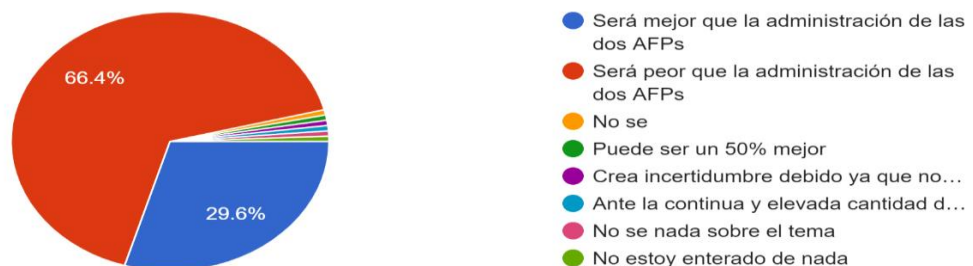 66.4%
29.6%
Será mejor que la administración de las
dos AFPs
Será peor que la administración de las
dos AFPs
No se
Puede ser un 50% mejor
Crea incertidumbre debido ya que no…
Ante la continua y elevada cantidad d…
No se nada sobre el tema
No estoy enterado de nada